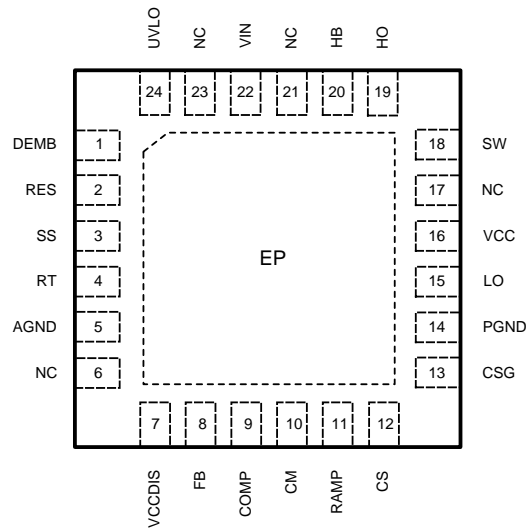 UVLO NC VIN NC HB HO
24 23 22 21 20 19
DEMB 1 18 SW
RES 2 17 NC
SS 3 16 VCC
EP
RT 4 15 LO
AGND 5 14 PGND
NC 6 13 CSG
7 8 9 10 11 12
VCCDIS FB COMP CM RAMP CS